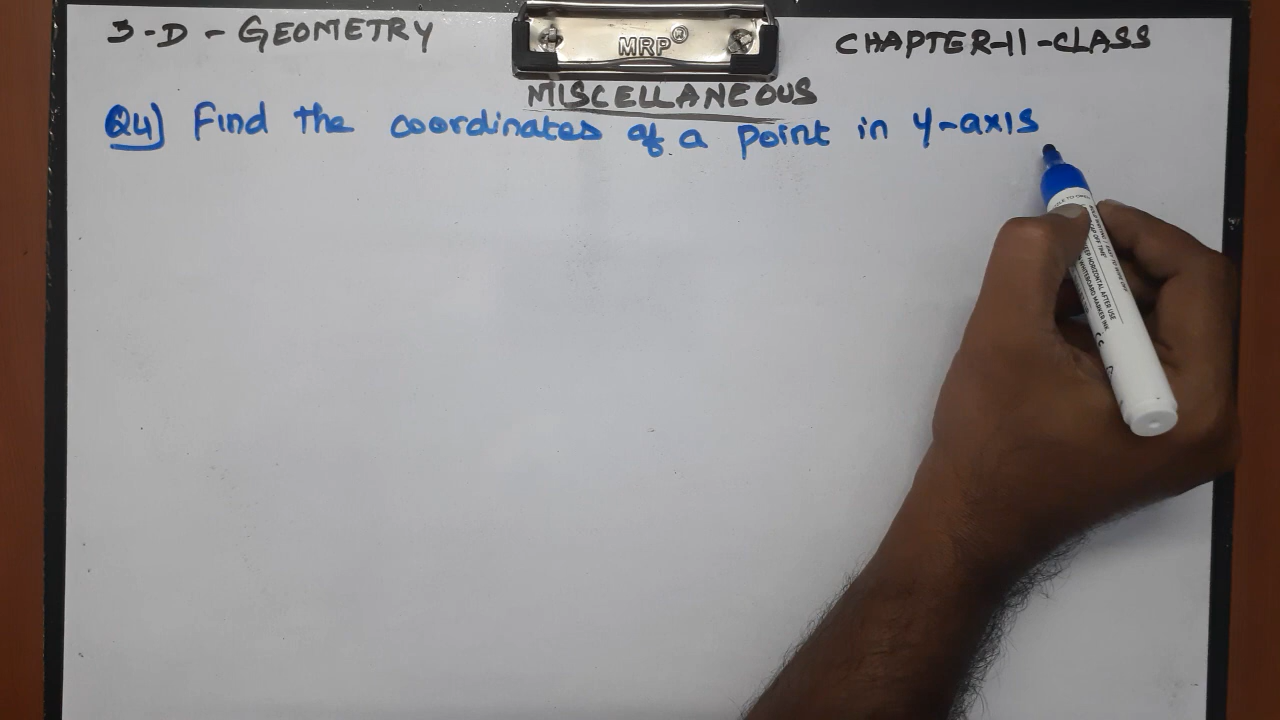 3-D - GEOMETRY
MRP®
CHAPTER-11-CLASS
MISCELLANEOUS
Q4) Find the coordinates of a point in y-axis